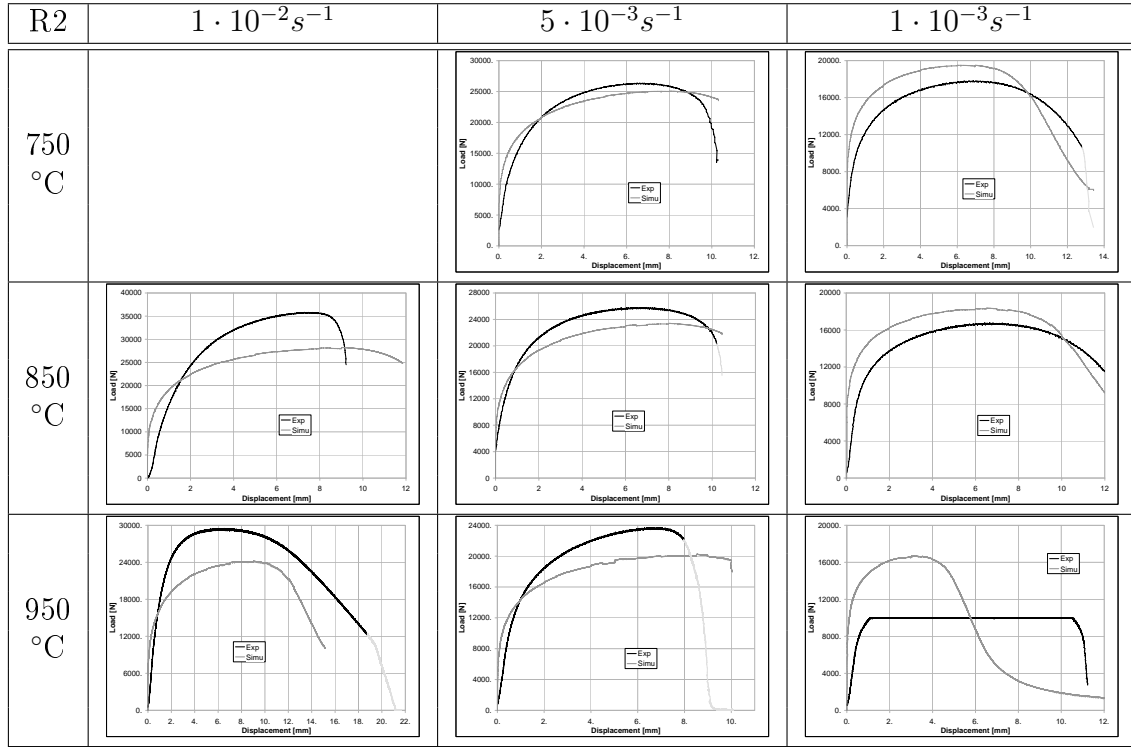 R2 1 · 10⁻²s⁻¹ 5 · 10⁻³s⁻¹ 1 · 10⁻³s⁻¹
750
°C
30000.
25000
20000.
15000.
10000.
5000.
0.
Load [N]
Exp
Simu
0. 2. 4. 6. 8. 10. 12.
Displacement [mm]
20000.
16000.
12000.
8000.
4000.
0.
Load [N]
Exp
Simu
0. 2. 4. 6. 8. 10. 12. 14.
Displacement [mm]
850
°C
40000
35000
30000
25000
20000
15000
10000
5000
0
Load [N]
Exp
Simu
0 2 4 6 8 10 12
Displacement [mm]
28000
24000
20000
16000
12000
8000
4000
0
Load [N]
Exp
Simu
0 2 4 6 8 10 12
Displacement [mm]
20000
16000
12000
8000
4000
0
Load [N]
Exp
Simu
0 2 4 6 8 10 12
Displacement [mm]
950
°C
30000.
24000.
18000.
12000.
6000.
0.
Load [N]
Exp
Simu
0. 2. 4. 6. 8. 10. 12. 14. 16. 18. 20. 22.
Displacement [mm]
28000.
24000.
20000.
16000.
12000.
8000.
4000.
0.
Load [N]
Exp
Simu
0. 2. 4. 6. 8. 10.
Displacement [mm]
20000.
16000.
12000.
8000.
4000.
0.
Load [N]
Exp
Simu
0. 2. 4. 6. 8. 10. 12.
Displacement [mm]